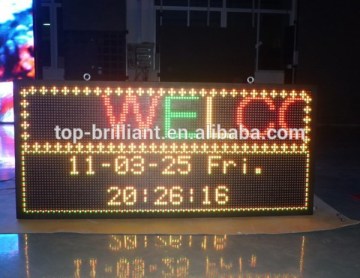 WELCO
top-brilliant.en.alibaba.com
11-03-25 Fri.
20:26:16